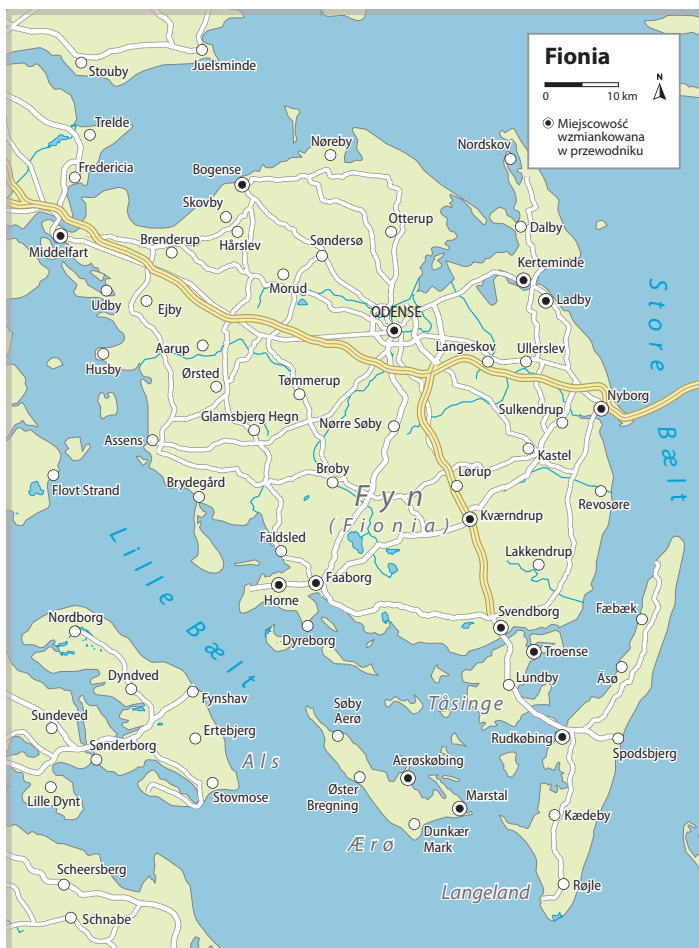 Fionia
N
0 10 km
Miejscowość
wzmiankowana
w przewodniku
Stouby
Juelsminde
Trelde
Fredericia
Nøreby
Nordskov
Bogense
Skovby
Hårslev
Otterup
Dalby
Middelfart
Brenderup
Søndersø
Kerteminde
Morud
Ladby
Udby
Ejby
QDENSE
Store Bælt
Aarup
Langeskov
Ullerslev
Husby
Ørsted
Tømmerup
Nyborg
Glamsbjerg Hegn
Nørre Søby
Sulkendrup
Assens
Kastel
Flovt Strand
Brydegård
Broby
Lørup
Revosøre
Fyn
(Fionia)
Kværndrup
Lille Bælt
Faldsled
Lakkendrup
Horne
Faaborg
Fæbæk
Nordborg
Dyreborg
Svendborg
Troense
Dyndved
Fynshav
Lundby
Äsø
Tåsinge
Søby
Aerø
Sundeved
Ertebjerg
Rudkøbing
Sønderborg
Als
Spodsbjerg
Aerøskøbing
Lille Dynt
Stovmose
Øster
Bregning
Marstal
Kædeby
Dunkær
Mark
Ærø
Scheersberg
Langeland
Røjle
Schnabe